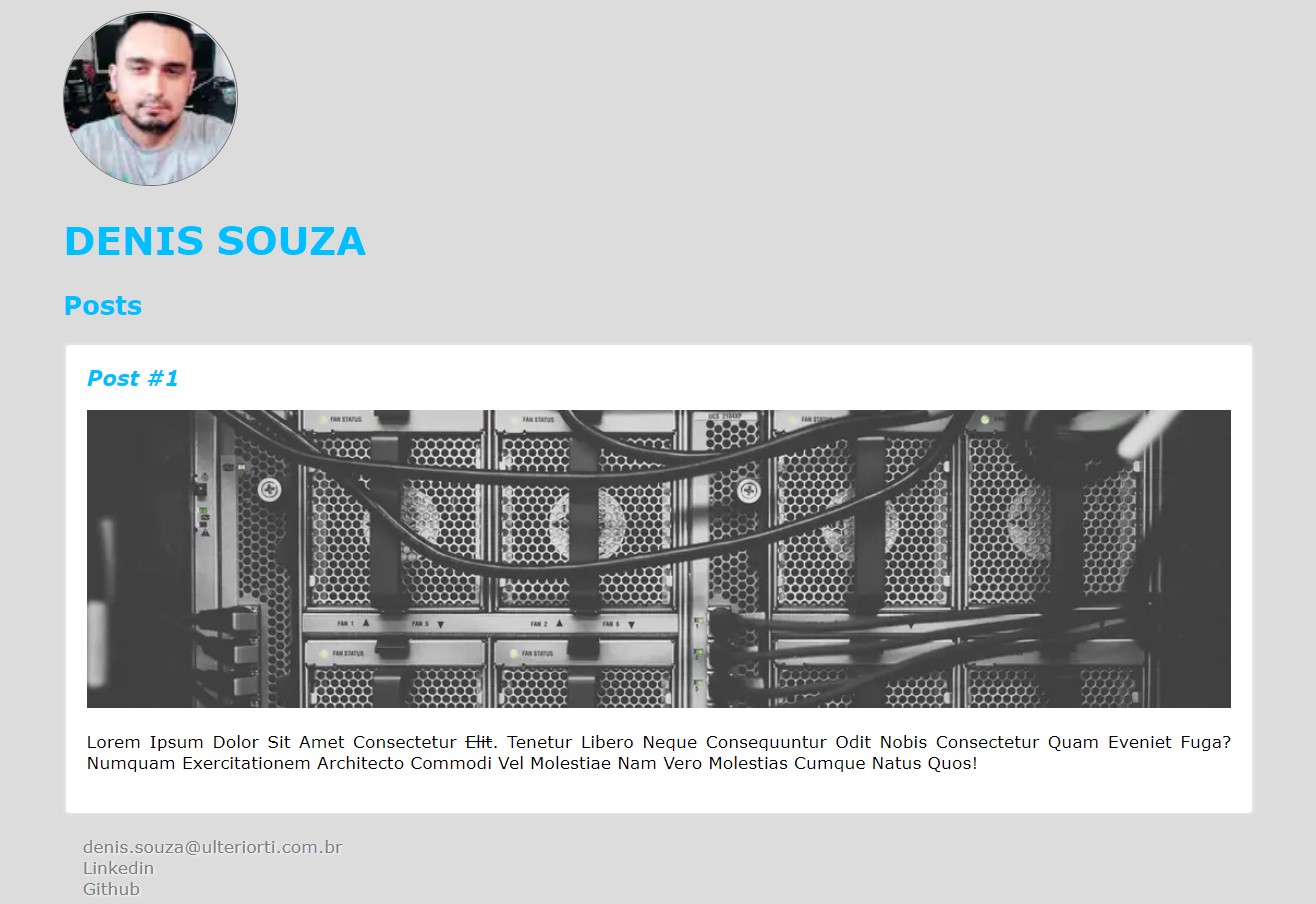 DENIS SOUZA
Posts
Post #1
FAN STATUS FAN STATUS UCS 2104XP FAN STATUS
FAN 1 ▲ FAN 5 ▼ FAN 2 ▲ FAN 6 ▼
FAN STATUS FAN STATUS
Lorem Ipsum Dolor Sit Amet Consectetur Elit. Tenetur Libero Neque Consequuntur Odit Nobis Consectetur Quam Eveniet Fuga?
Numquam Exercitationem Architecto Commodi Vel Molestiae Nam Vero Molestias Cumque Natus Quos!
denis.souza@ulteriorti.com.br
Linkedin
Github